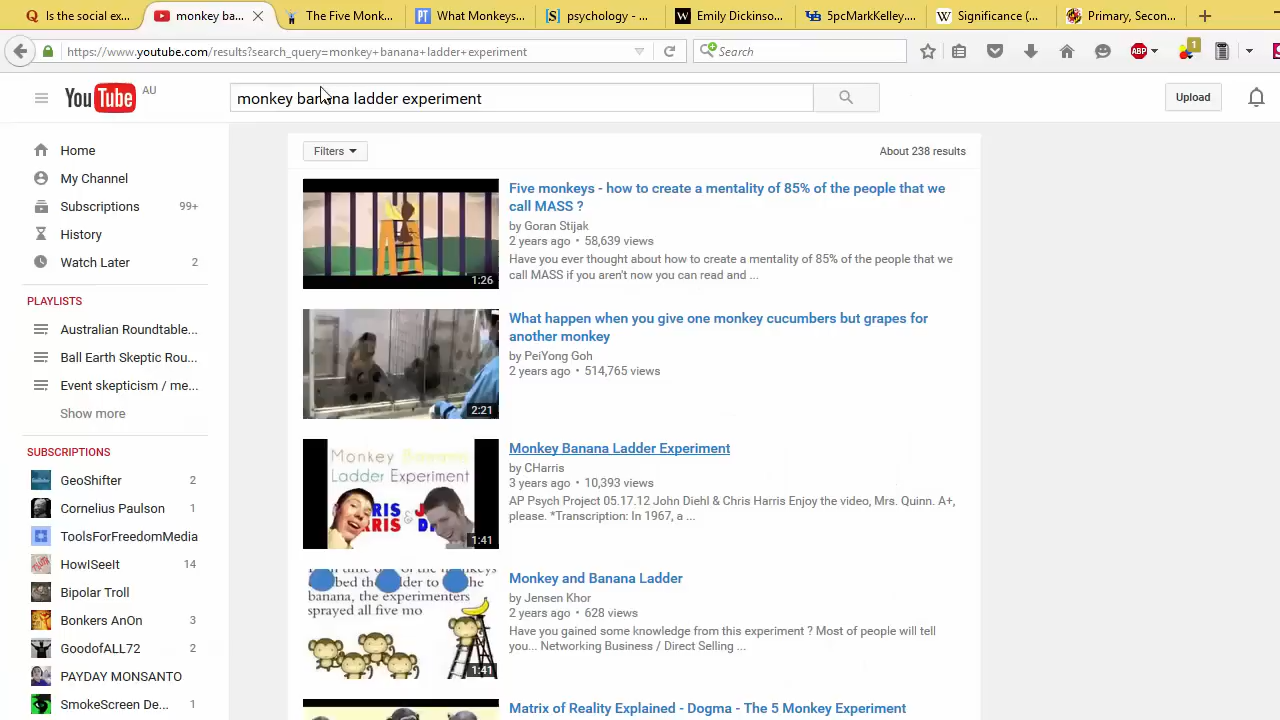 Is the social exp...
monkey ba...
The Five Monk...
What Monkeys...
psychology - ...
Emily Dickinso...
5pcMarkKelley...
Significance (...
Primary, Secon...
https://www.youtube.com/results?search_query=monkey+banana+ladder+experiment
Search
ABP
1
YouTube AU
monkey banana ladder experiment
Upload
Home
My Channel
Subscriptions 99+
History
Watch Later 2
PLAYLISTS
Australian Roundtable...
Ball Earth Skeptic Rou...
Event skepticism / me...
Show more
SUBSCRIPTIONS
GeoShifter 2
Cornelius Paulson 1
ToolsForFreedomMedia
HowISeeIt 14
Bipolar Troll
Bonkers AnOn 3
GoodofALL72 2
PAYDAY MONSANTO
SmokeScreen De... 1
Filters
About 238 results
1:26
Five monkeys - how to create a mentality of 85% of the people that we
call MASS ?
by Goran Stijak
2 years ago • 58,639 views
Have you ever thought about how to create a mentality of 85% of the people that we
call MASS if you aren't now you can read and ...
2:21
What happen when you give one monkey cucumbers but grapes for
another monkey
by PeiYong Goh
2 years ago • 514,765 views
Monkey Banana
Ladder Experiment
1:41
Monkey Banana Ladder Experiment
by CHarris
3 years ago • 10,393 views
AP Psych Project 05.17.12 John Diehl & Chris Harris Enjoy the video, Mrs. Quinn. A+,
please. *Transcription: In 1967, a ...
the
banana, the experimenters
sprayed all five mo
1:41
Monkey and Banana Ladder
by Jensen Khor
2 years ago • 628 views
Have you gained some knowledge from this experiment ? Most of people will tell
you... Networking Business / Direct Selling ...
Matrix of Reality Explained - Dogma - The 5 Monkey Experiment